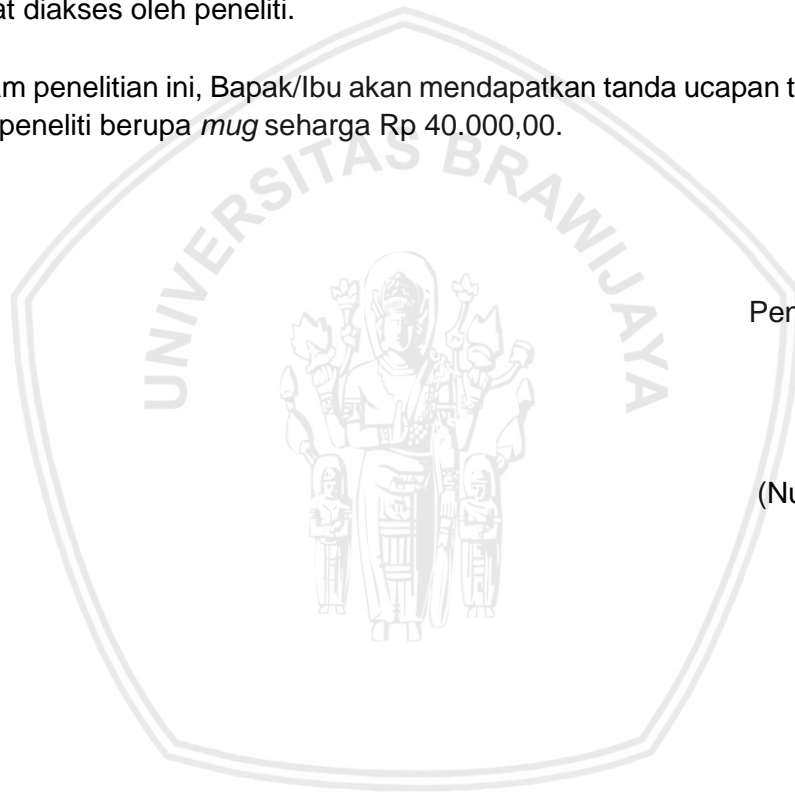 at diakses oleh peneliti.
m penelitian ini, Bapak/Ibu akan mendapatkan tanda ucapan t
peneliti berupa mug seharga Rp 40.000,00.
UNIVERSITAS BRAWIJAYA
Pen
(Nu